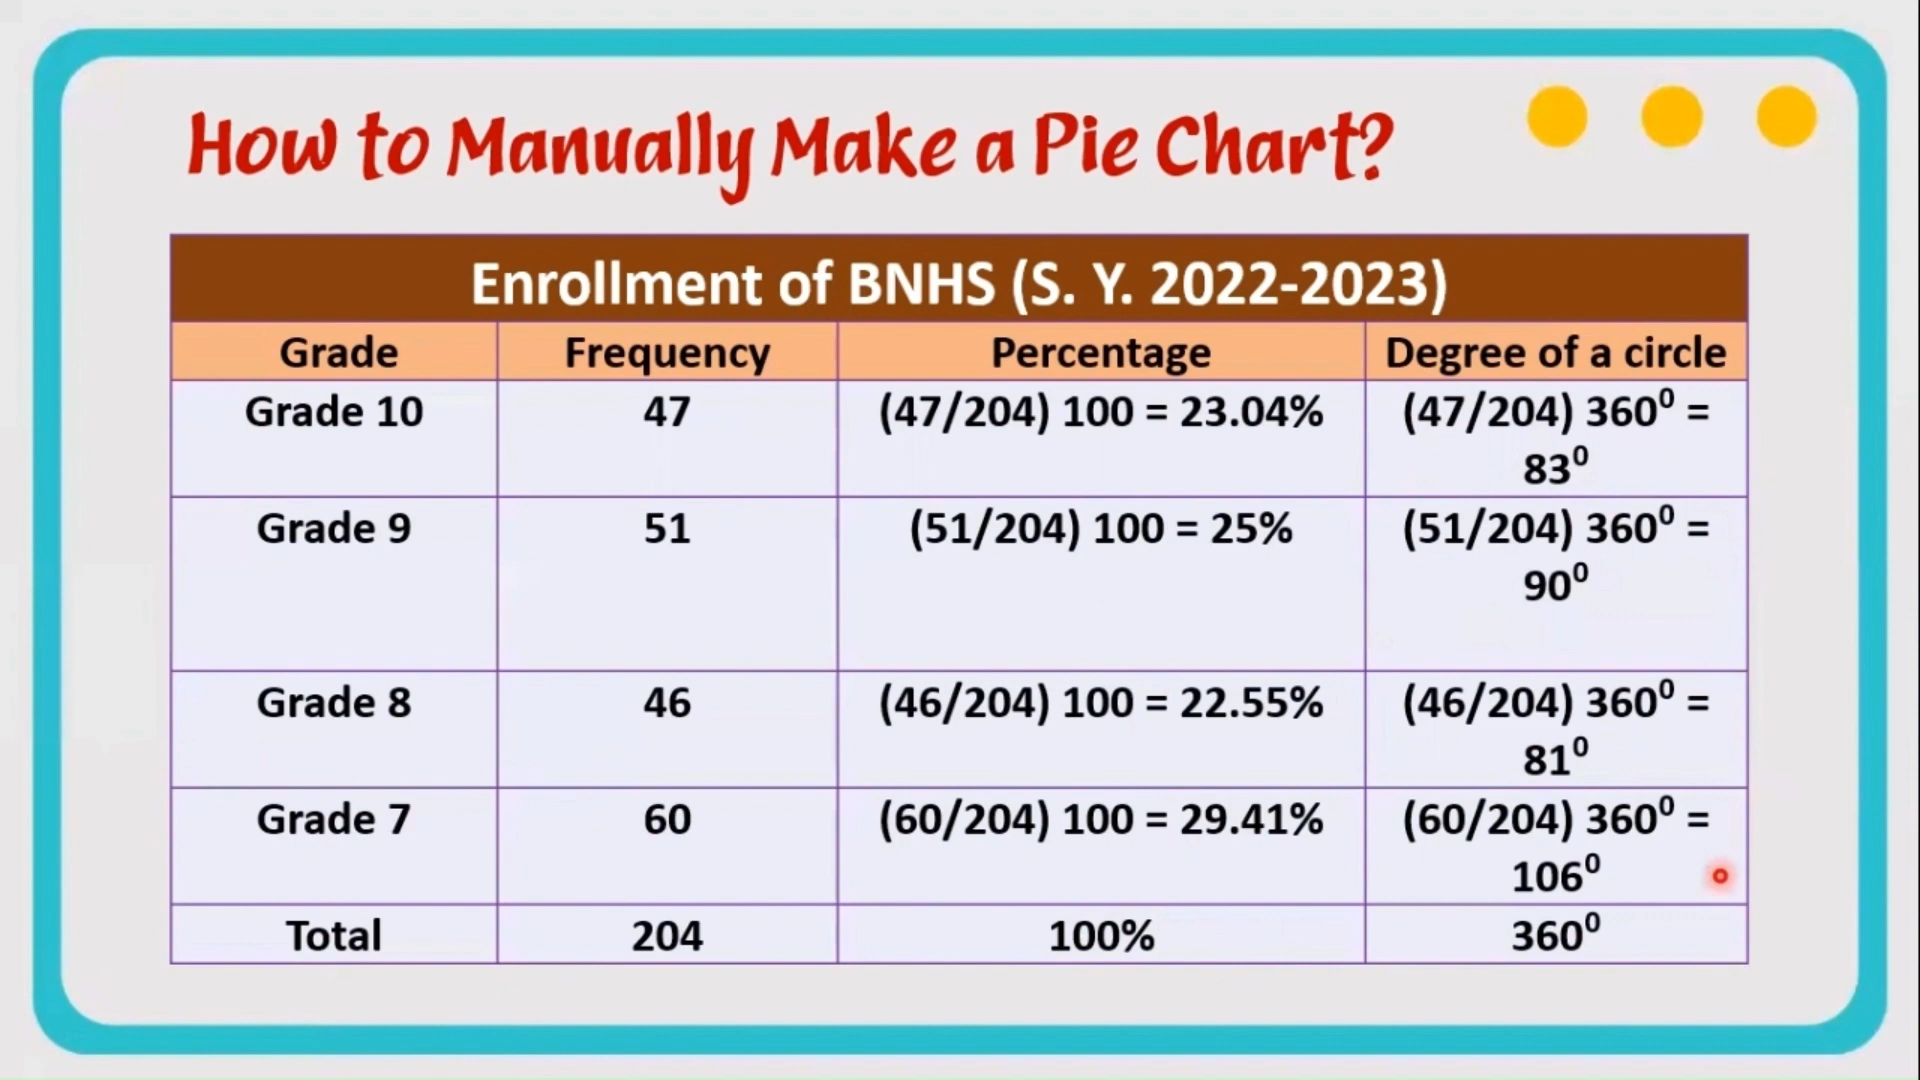 How to Manually Make a Pie Chart?
Enrollment of BNHS (S. Y. 2022-2023)
Grade Frequency Percentage Degree of a circle
Grade 10 47 (47/204) 100 = 23.04% (47/204) 360⁰ =
83⁰
Grade 9 51 (51/204) 100 = 25% (51/204) 360⁰ =
90⁰
Grade 8 46 (46/204) 100 = 22.55% (46/204) 360⁰ =
81⁰
Grade 7 60 (60/204) 100 = 29.41% (60/204) 360⁰ =
106⁰
Total 204 100% 360⁰